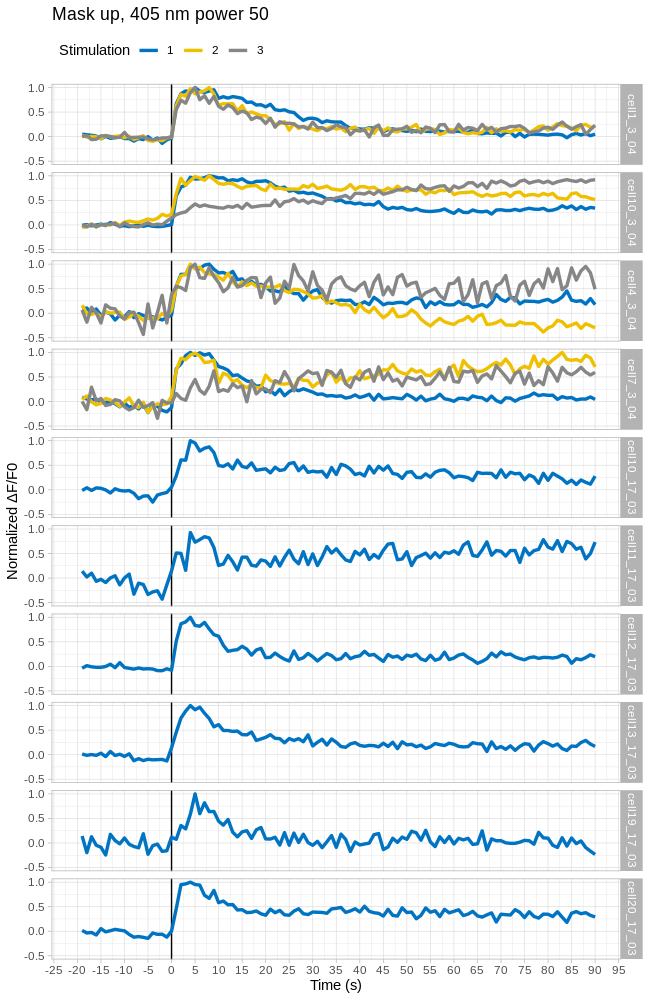 Mask up, 405 nm power 50
Stimulation 1 2 3
1.0
0.5
0.0
-0.5
cell1_3_04
1.0
0.5
0.0
-0.5
cell10_3_04
1.0
0.5
0.0
-0.5
cell4_3_04
1.0
0.5
0.0
-0.5
cell7_3_04
1.0
0.5
0.0
-0.5
cell10_17_03
1.0
0.5
0.0
-0.5
cell11_17_03
1.0
0.5
0.0
-0.5
cell12_17_03
1.0
0.5
0.0
-0.5
cell13_17_03
1.0
0.5
0.0
-0.5
cell19_17_03
1.0
0.5
0.0
-0.5
cell20_17_03
Normalized ΔF/F0
-25 -20 -15 -10 -5 0 5 10 15 20 25 30 35 40 45 50 55 60 65 70 75 80 85 90 95
Time (s)